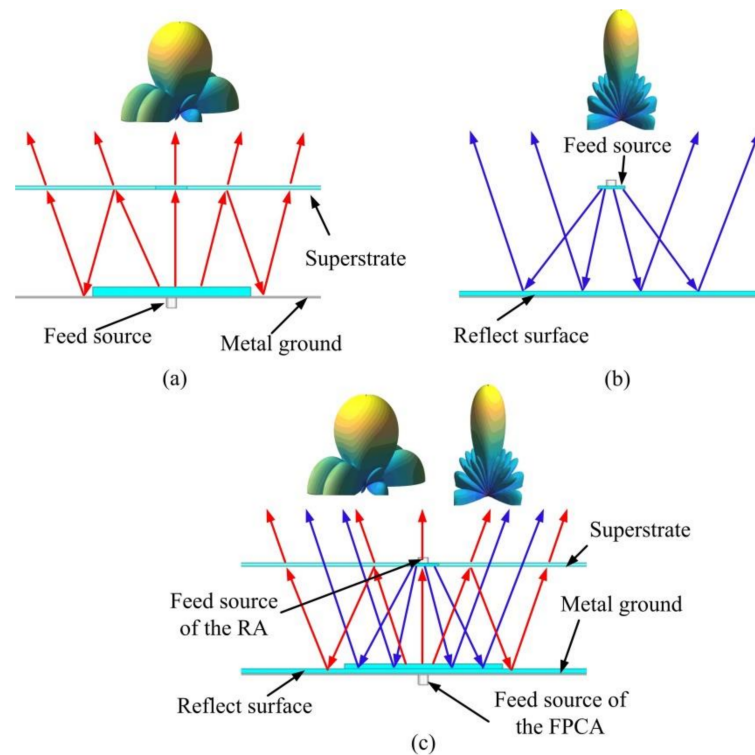 Feed source
Superstrate
Feed source
Metal ground
Reflect surface
(a)
(b)
Superstrate
Feed source
of the RA
Metal ground
Reflect surface
Feed source of
the FPCA
(c)